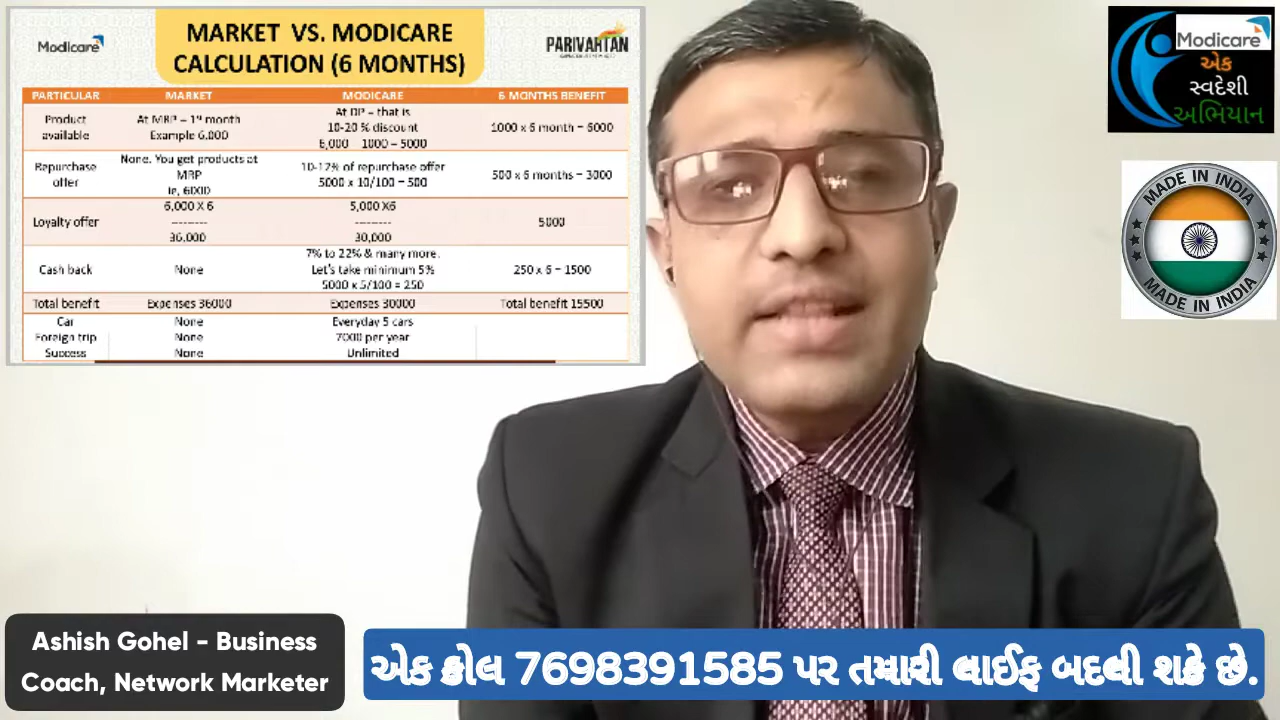 Modicare
MARKET VS. MODICARE
CALCULATION (6 MONTHS)
PARIVARTAN
PARTICULAR MARKET MODICARE 6 MONTHS BENEFIT
Product available At MRP – 1st month Example 6,000 At DP – that is 10-20 % discount 6,000 1000 – 5000 1000 x 6 month – 6000
Repurchase offer None. You get products at MRP ie, 6000 10-12% of repurchase offer 5000 x 10/100 – 500 500 x 6 months – 3000
Loyalty offer 6,000 X 6 -------- 36,000 5,000 X6 -------- 30,000 5000
Cash back None 7% to 22% & many more. Let's take minimum 5% 5000 x 5/100 = 250 250 x 6 – 1500
Total benefit Expenses 36000 Expenses 30000 Total benefit 15500
Car None Everyday 5 cars
Foreign trip None 7000 per year
Success None Unlimited
Modicare
એક
સ્વદેશી
અભિયાન
MADE IN INDIA
MADE IN INDIA
Ashish Gohel - Business
Coach, Network Marketer
એક કોલ 7698391585 પર તમારી લાઈફ બદલી શકે છે.